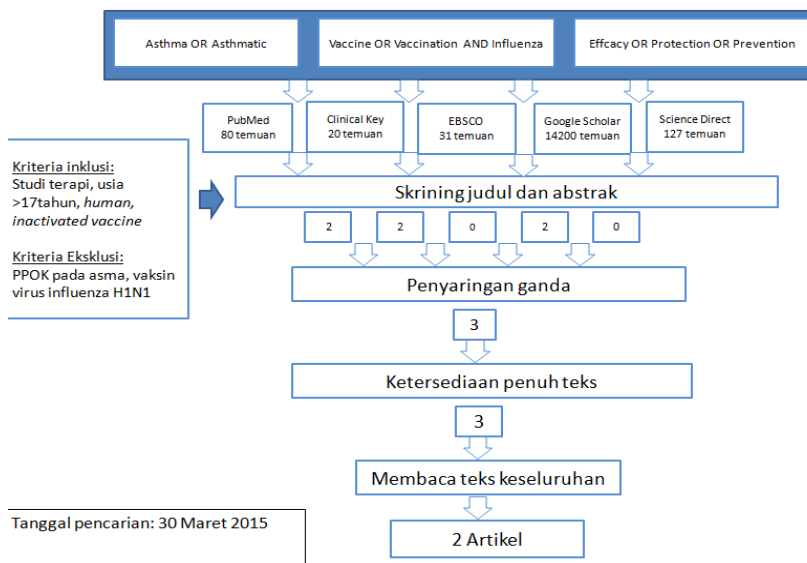 Asthma OR Asthmatic
Vaccine OR Vaccination AND Influenza
Effcacy OR Protection OR Prevention
PubMed
80 temuan
Clinical Key
20 temuan
EBSCO
31 temuan
Google Scholar
14200 temuan
Science Direct
127 temuan
Kriteria inklusi:
Studi terapi, usia
>17tahun, human,
inactivated vaccine
Kriteria Eksklusi:
PPOK pada asma, vaksin
virus influenza H1N1
Skrining judul dan abstrak
2
2
0
2
0
Penyaringan ganda
3
Ketersediaan penuh teks
3
Membaca teks keseluruhan
Tanggal pencarian: 30 Maret 2015
2 Artikel